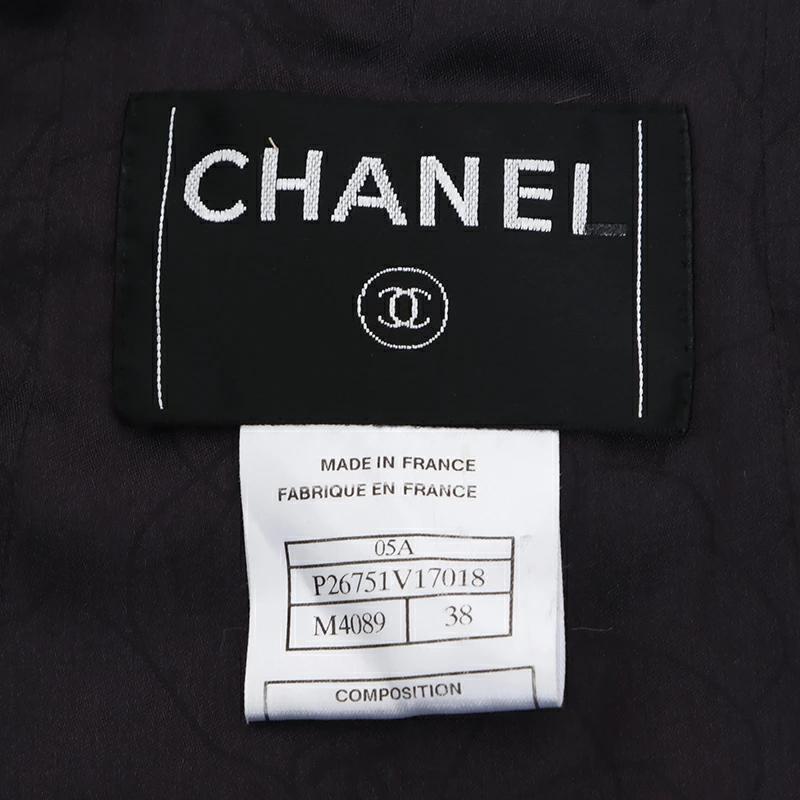 CHANEL
MADE IN FRANCE
FABRIQUE EN FRANCE
05A
P26751V17018
M4089 38
COMPOSITION